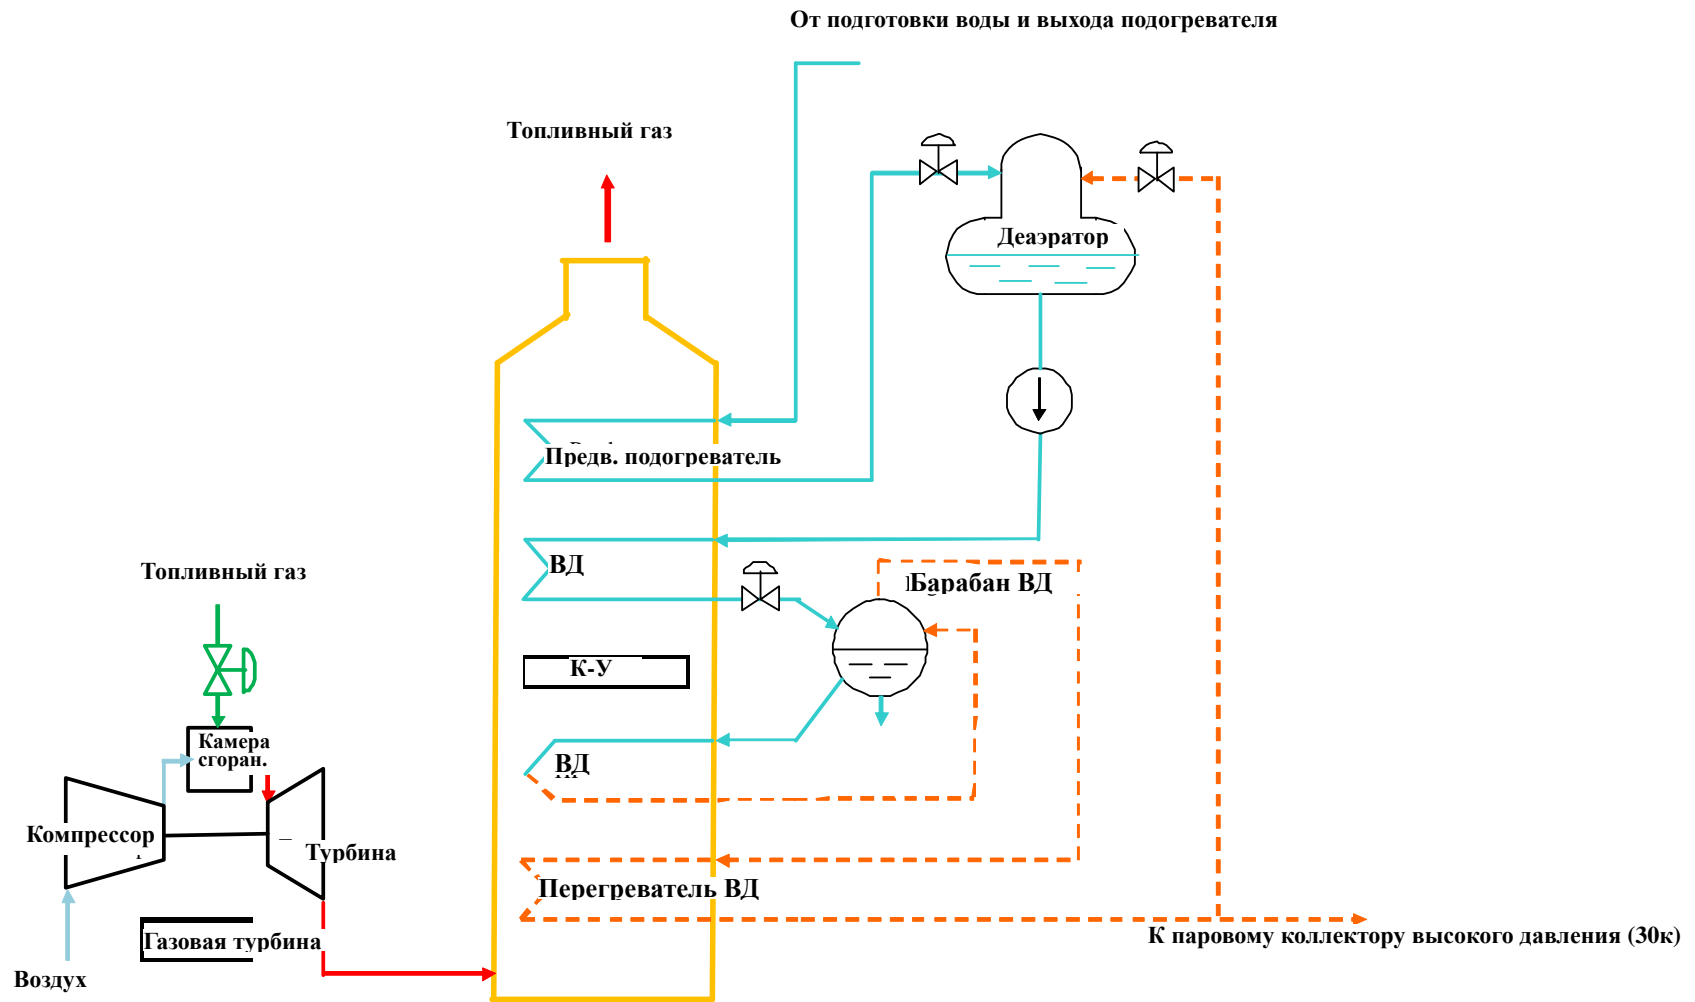 От подготовки воды и выхода подогревателя
Топливный газ
Деаэратор
Предв. подогреватель
ВД
Барабан ВД
Топливный газ
К-У
Камера
сгоран.
ВД
Компрессор
Турбина
Перегреватель ВД
Газовая турбина
К паровому коллектору высокого давления (30к)
Воздух